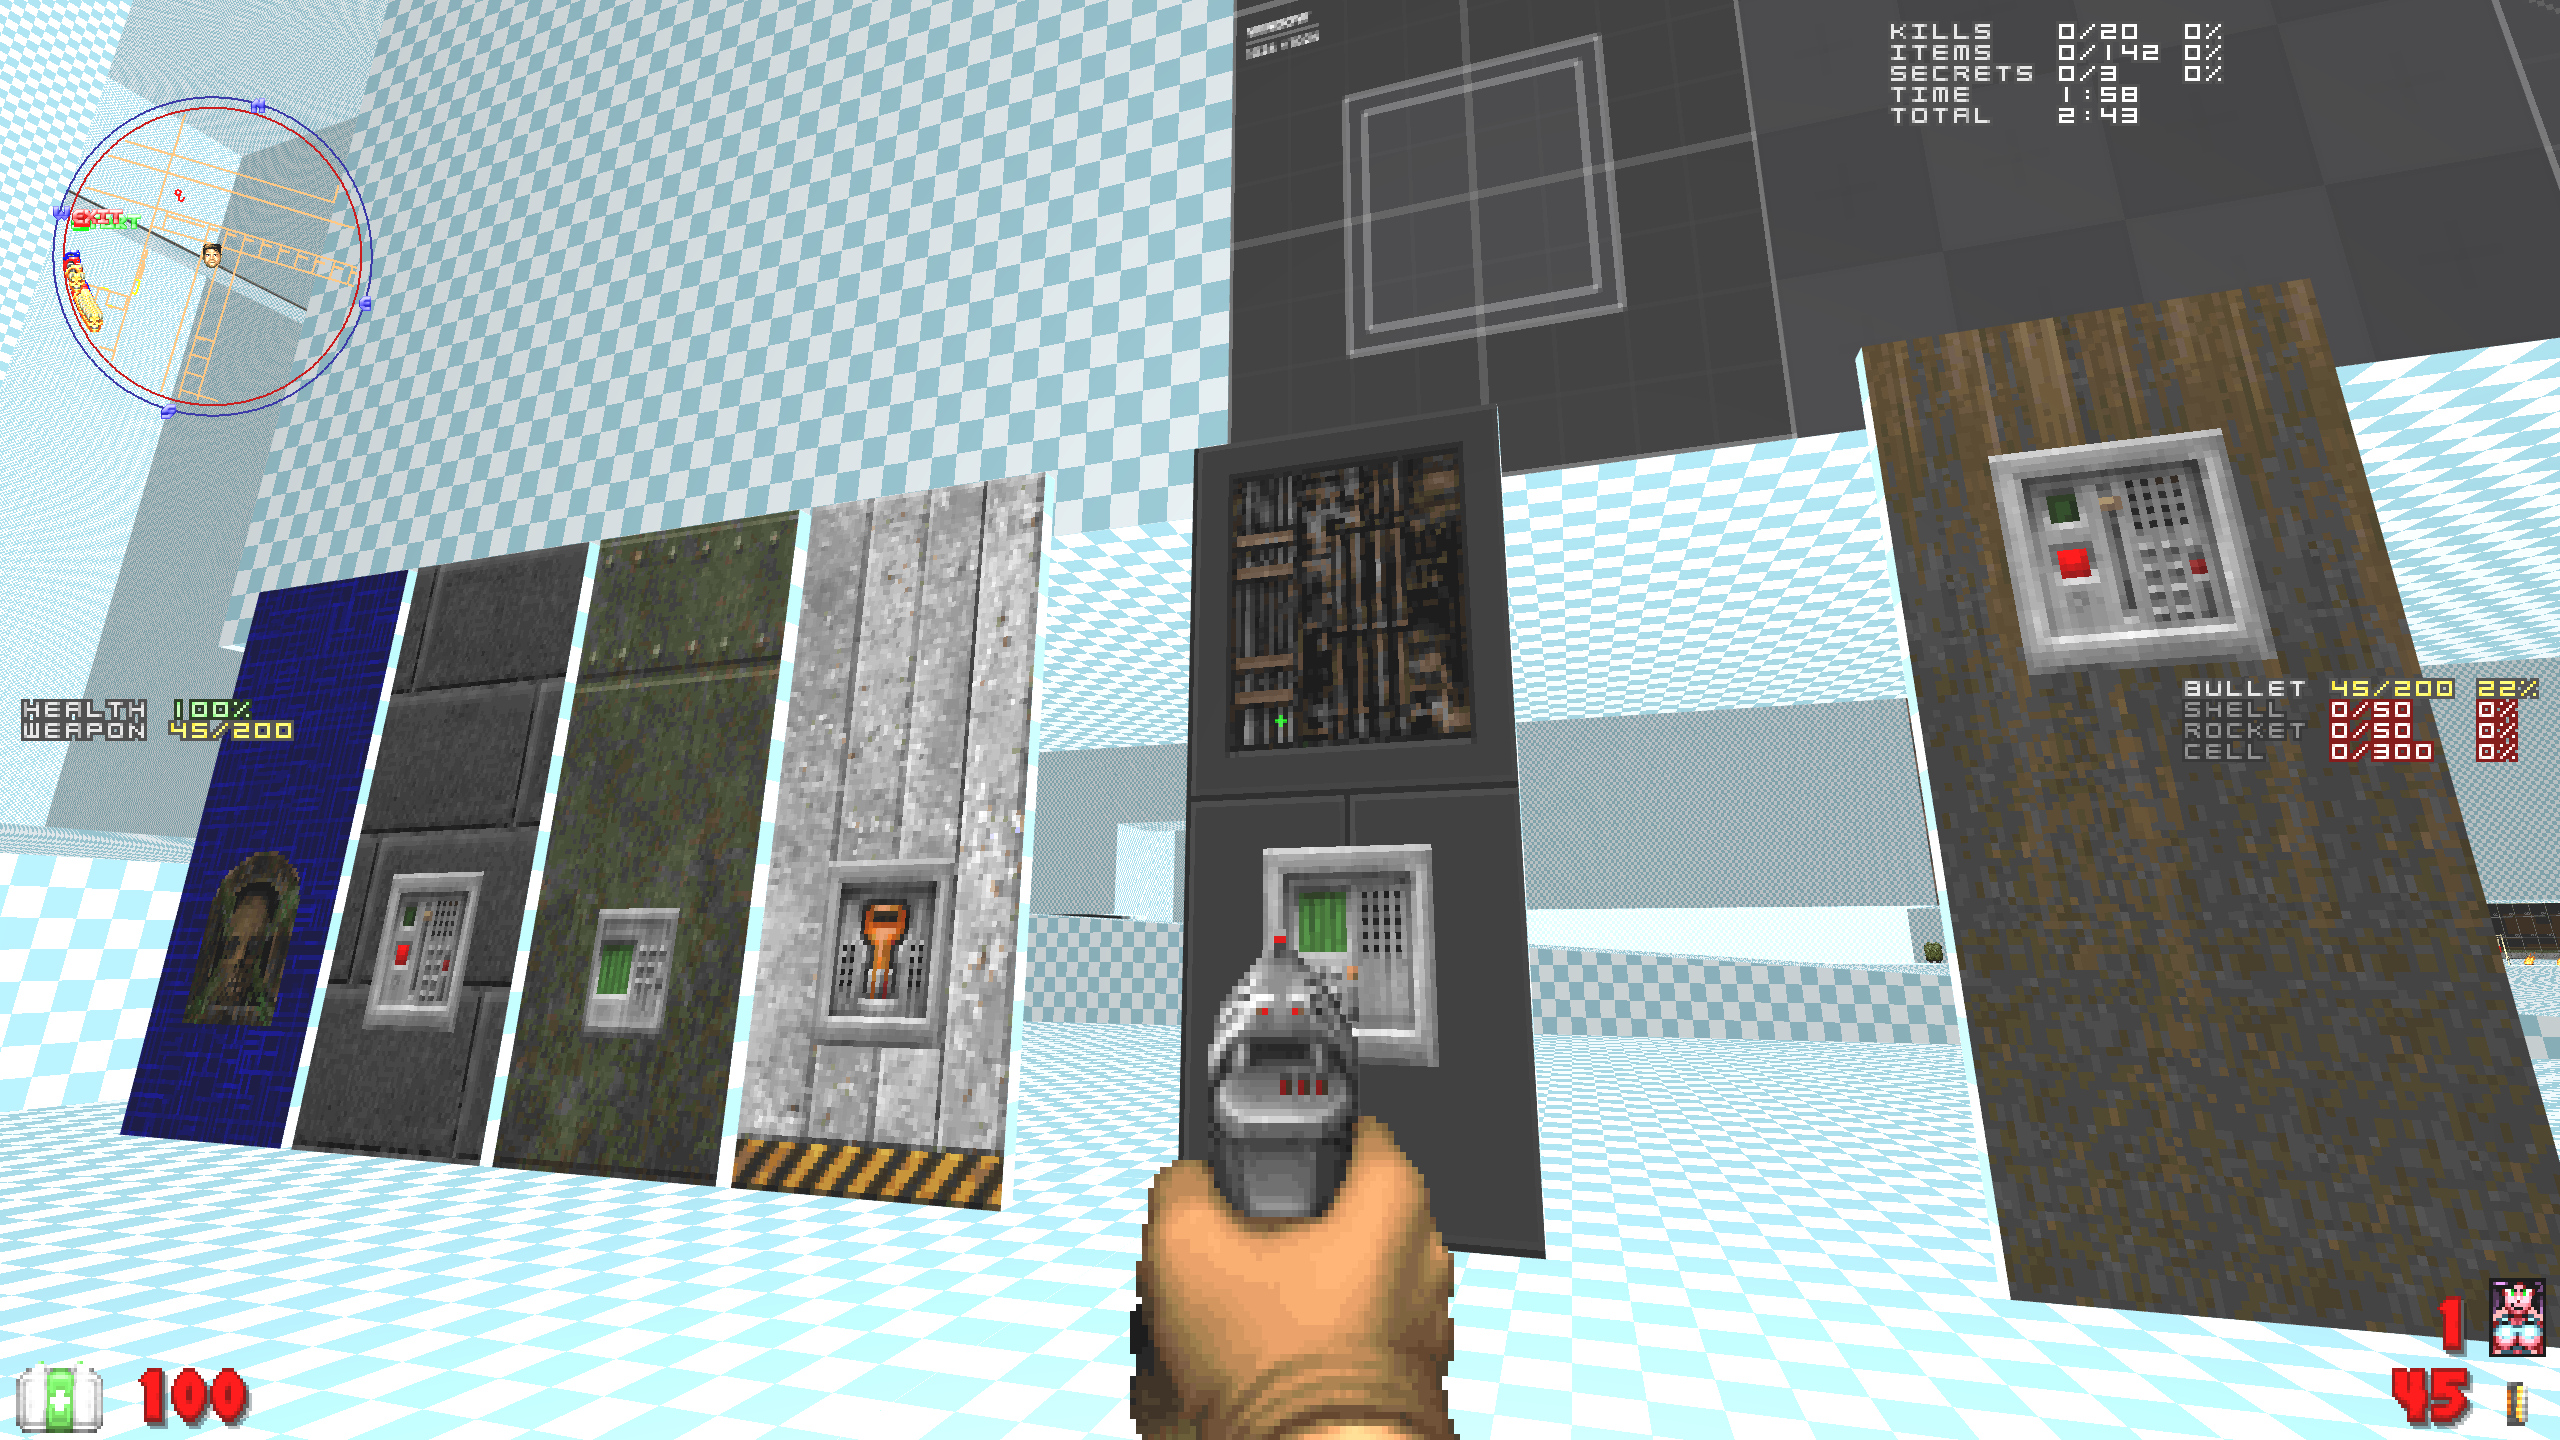 KILLS 0/20 0%
ITEMS 0/142 0%
SECRETS 0/3 0%
TIME 1:58
TOTAL 2:43
N
W
EXIT
E
S
HEALTH 100%
WEAPON 45/200
BULLET 45/200 22%
SHELL 0/50 0%
ROCKET 0/50 0%
CELL 0/300 0%
1
100
45